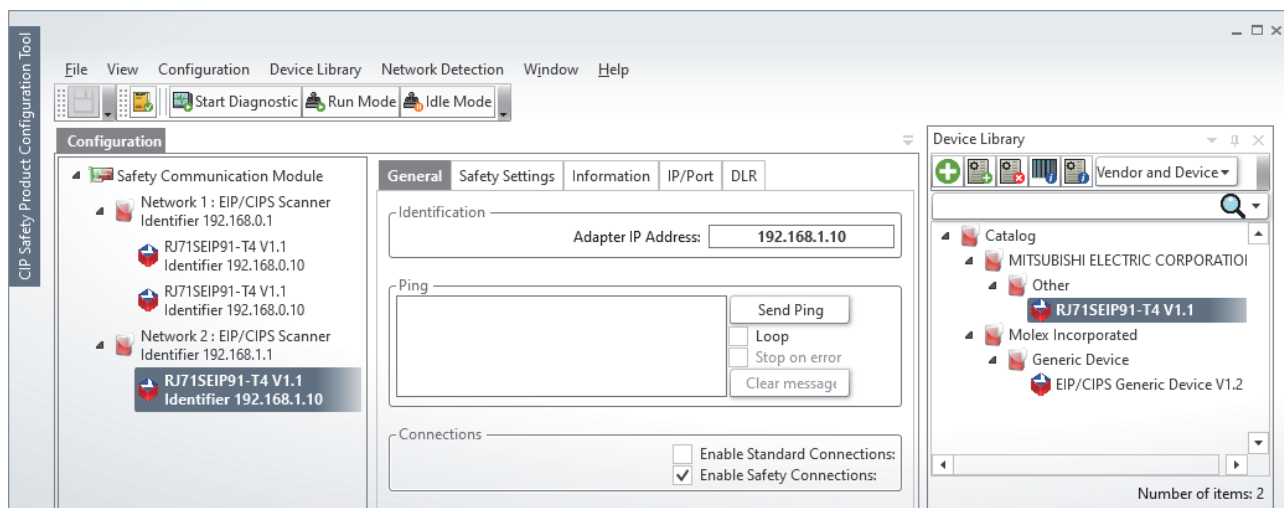 CIP Safety Product Configuration Tool
File View Configuration Device Library Network Detection Window Help
Start Diagnostic Run Mode Idle Mode
Configuration
Safety Communication Module
Network 1 : EIP/CIPS Scanner
Identifier 192.168.0.1
RJ71SEIP91-T4 V1.1
Identifier 192.168.0.10
RJ71SEIP91-T4 V1.1
Identifier 192.168.0.10
Network 2 : EIP/CIPS Scanner
Identifier 192.168.1.1
RJ71SEIP91-T4 V1.1
Identifier 192.168.1.10
General Safety Settings Information IP/Port DLR
Identification
Adapter IP Address: 192.168.1.10
Ping
Send Ping
Loop
Stop on error
Clear message
Connections
Enable Standard Connections:
Enable Safety Connections:
Device Library
Vendor and Device
Catalog
MITSUBISHI ELECTRIC CORPORATIOI
Other
RJ71SEIP91-T4 V1.1
Molex Incorporated
Generic Device
EIP/CIPS Generic Device V1.2
Number of items: 2